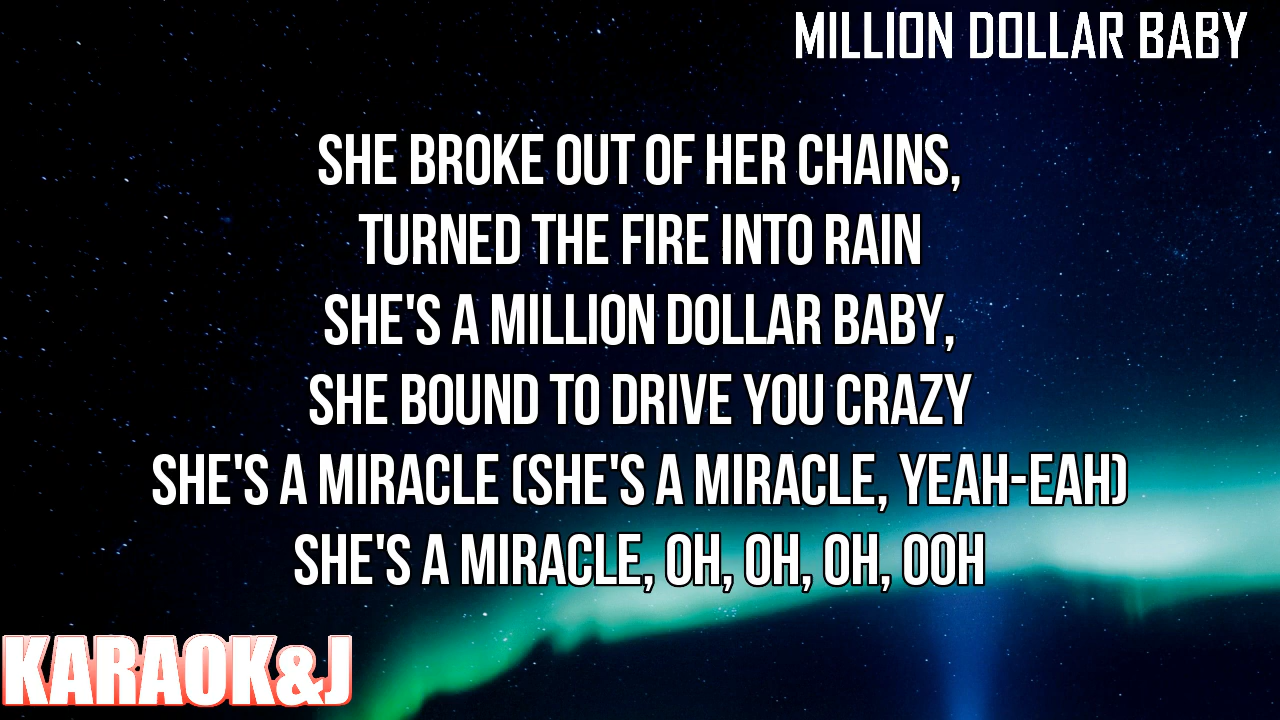 MILLION DOLLAR BABY
SHE BROKE OUT OF HER CHAINS,
TURNED THE FIRE INTO RAIN
SHE'S A MILLION DOLLAR BABY,
SHE BOUND TO DRIVE YOU CRAZY
SHE'S A MIRACLE (SHE'S A MIRACLE, YEAH-EAH)
SHE'S A MIRACLE, OH, OH, OH, OOH
KARAOK&J